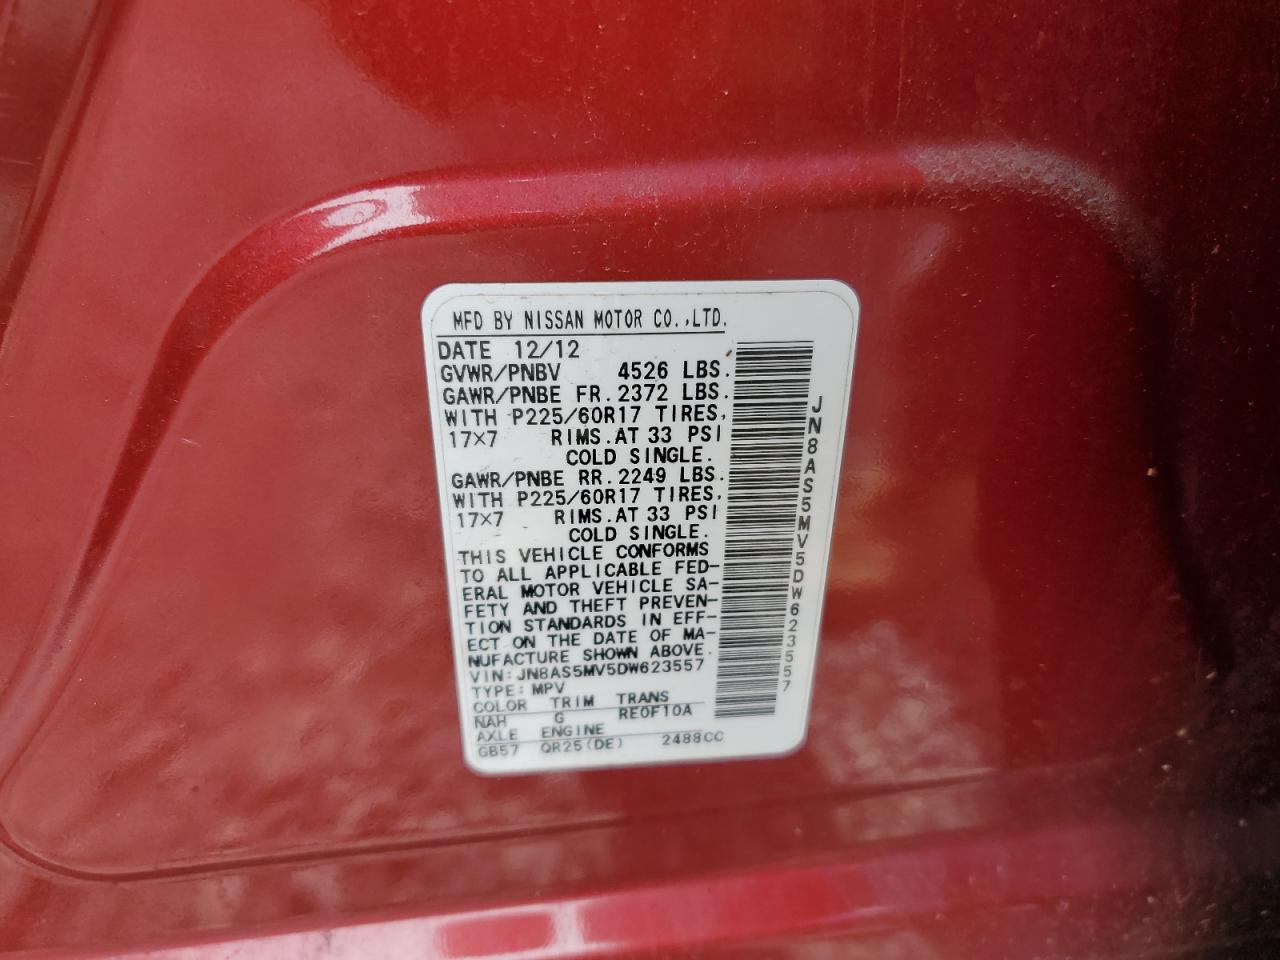 MFD BY NISSAN MOTOR CO.,LTD.
DATE 12/12
GVWR/PNBV 4526 LBS.
GAWR/PNBE FR. 2372 LBS.
WITH P225/60R17 TIRES,
17×7 RIMS. AT 33 PSI
COLD SINGLE.
GAWR/PNBE RR. 2249 LBS.
WITH P225/60R17 TIRES,
17×7 RIMS. AT 33 PSI
COLD SINGLE.
THIS VEHICLE CONFORMS
TO ALL APPLICABLE FED-
ERAL MOTOR VEHICLE SA-
FETY AND THEFT PREVEN-
TION STANDARDS IN EFF-
ECT ON THE DATE OF MA-
NUFACTURE SHOWN ABOVE.
VIN: JN8AS5MV5DW623557
TYPE: MPV
COLOR TRIM TRANS
NAH G RE0F10A
AXLE ENGINE
GB57 QR25(DE) 2488CC
JN8AS5MV5DW623557